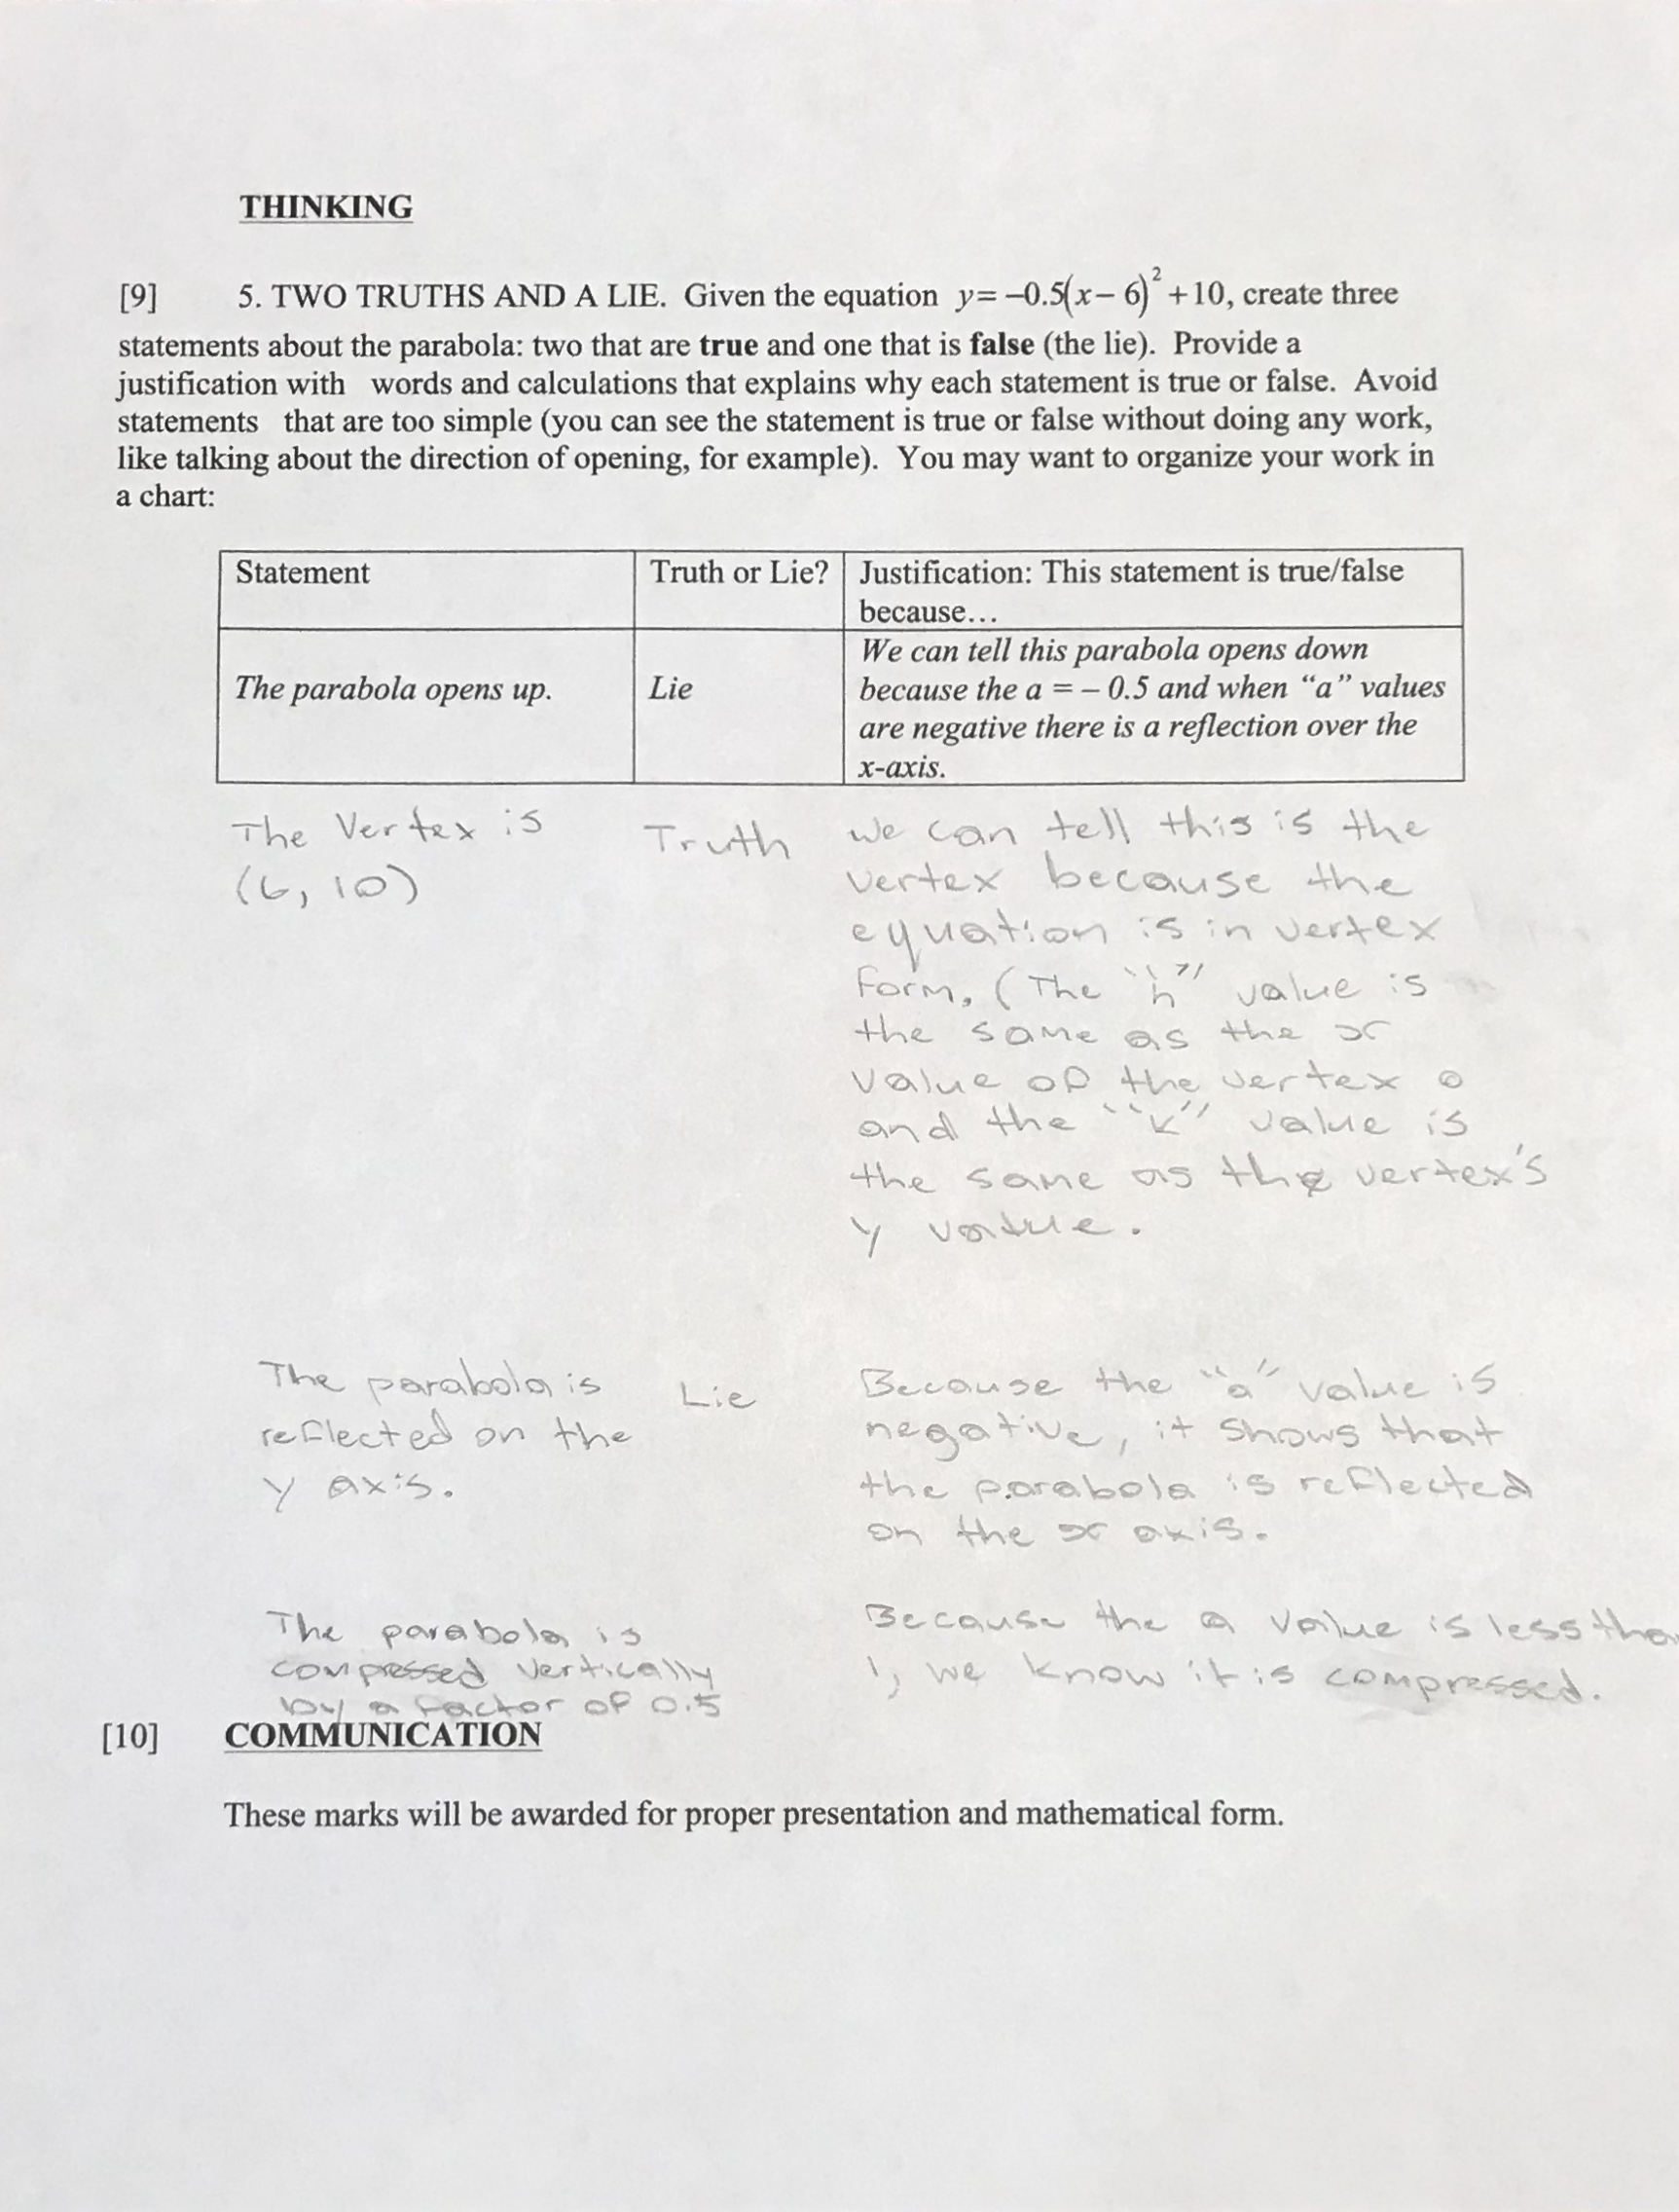 THINKING
[9] 5. TWO TRUTHS AND A LIE. Given the equation y= –0.5(x– 6)² +10, create three
statements about the parabola: two that are true and one that is false (the lie). Provide a
justification with words and calculations that explains why each statement is true or false. Avoid
statements that are too simple (you can see the statement is true or false without doing any work,
like talking about the direction of opening, for example). You may want to organize your work in
a chart:
Statement
Truth or Lie?
Justification: This statement is true/false
because...
The parabola opens up.
Lie
We can tell this parabola opens down
because the a = – 0.5 and when "a" values
are negative there is a reflection over the
x-axis.
The Vertex is
(6, 10)
Truth
We can tell this is the
vertex because the
equation is in vertex
form. (The "h" value is
the same as the x
value of the vertex
and the "k" value is
the same as the vertex's
y value.
The parabola is
reflected on the
y axis.
Lie
Because the "a" value is
negative, it shows that
the parabola is reflected
on the x axis.
The parabola is
compressed vertically
by a factor of 0.5
Because the a value is less tha
1, we know it is compressed.
[10] COMMUNICATION
These marks will be awarded for proper presentation and mathematical form.